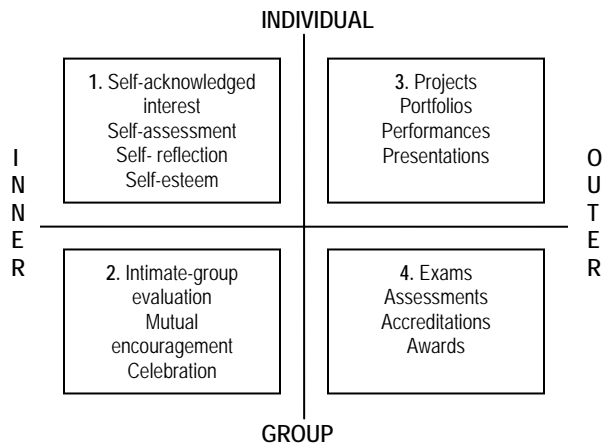 INDIVIDUAL
1. Self-acknowledged
interest
Self-assessment
Self- reflection
Self-esteem
3. Projects
Portfolios
Performances
Presentations
I
N
N
E
R
O
U
T
E
R
2. Intimate-group
evaluation
Mutual
encouragement
Celebration
4. Exams
Assessments
Accreditations
Awards
GROUP